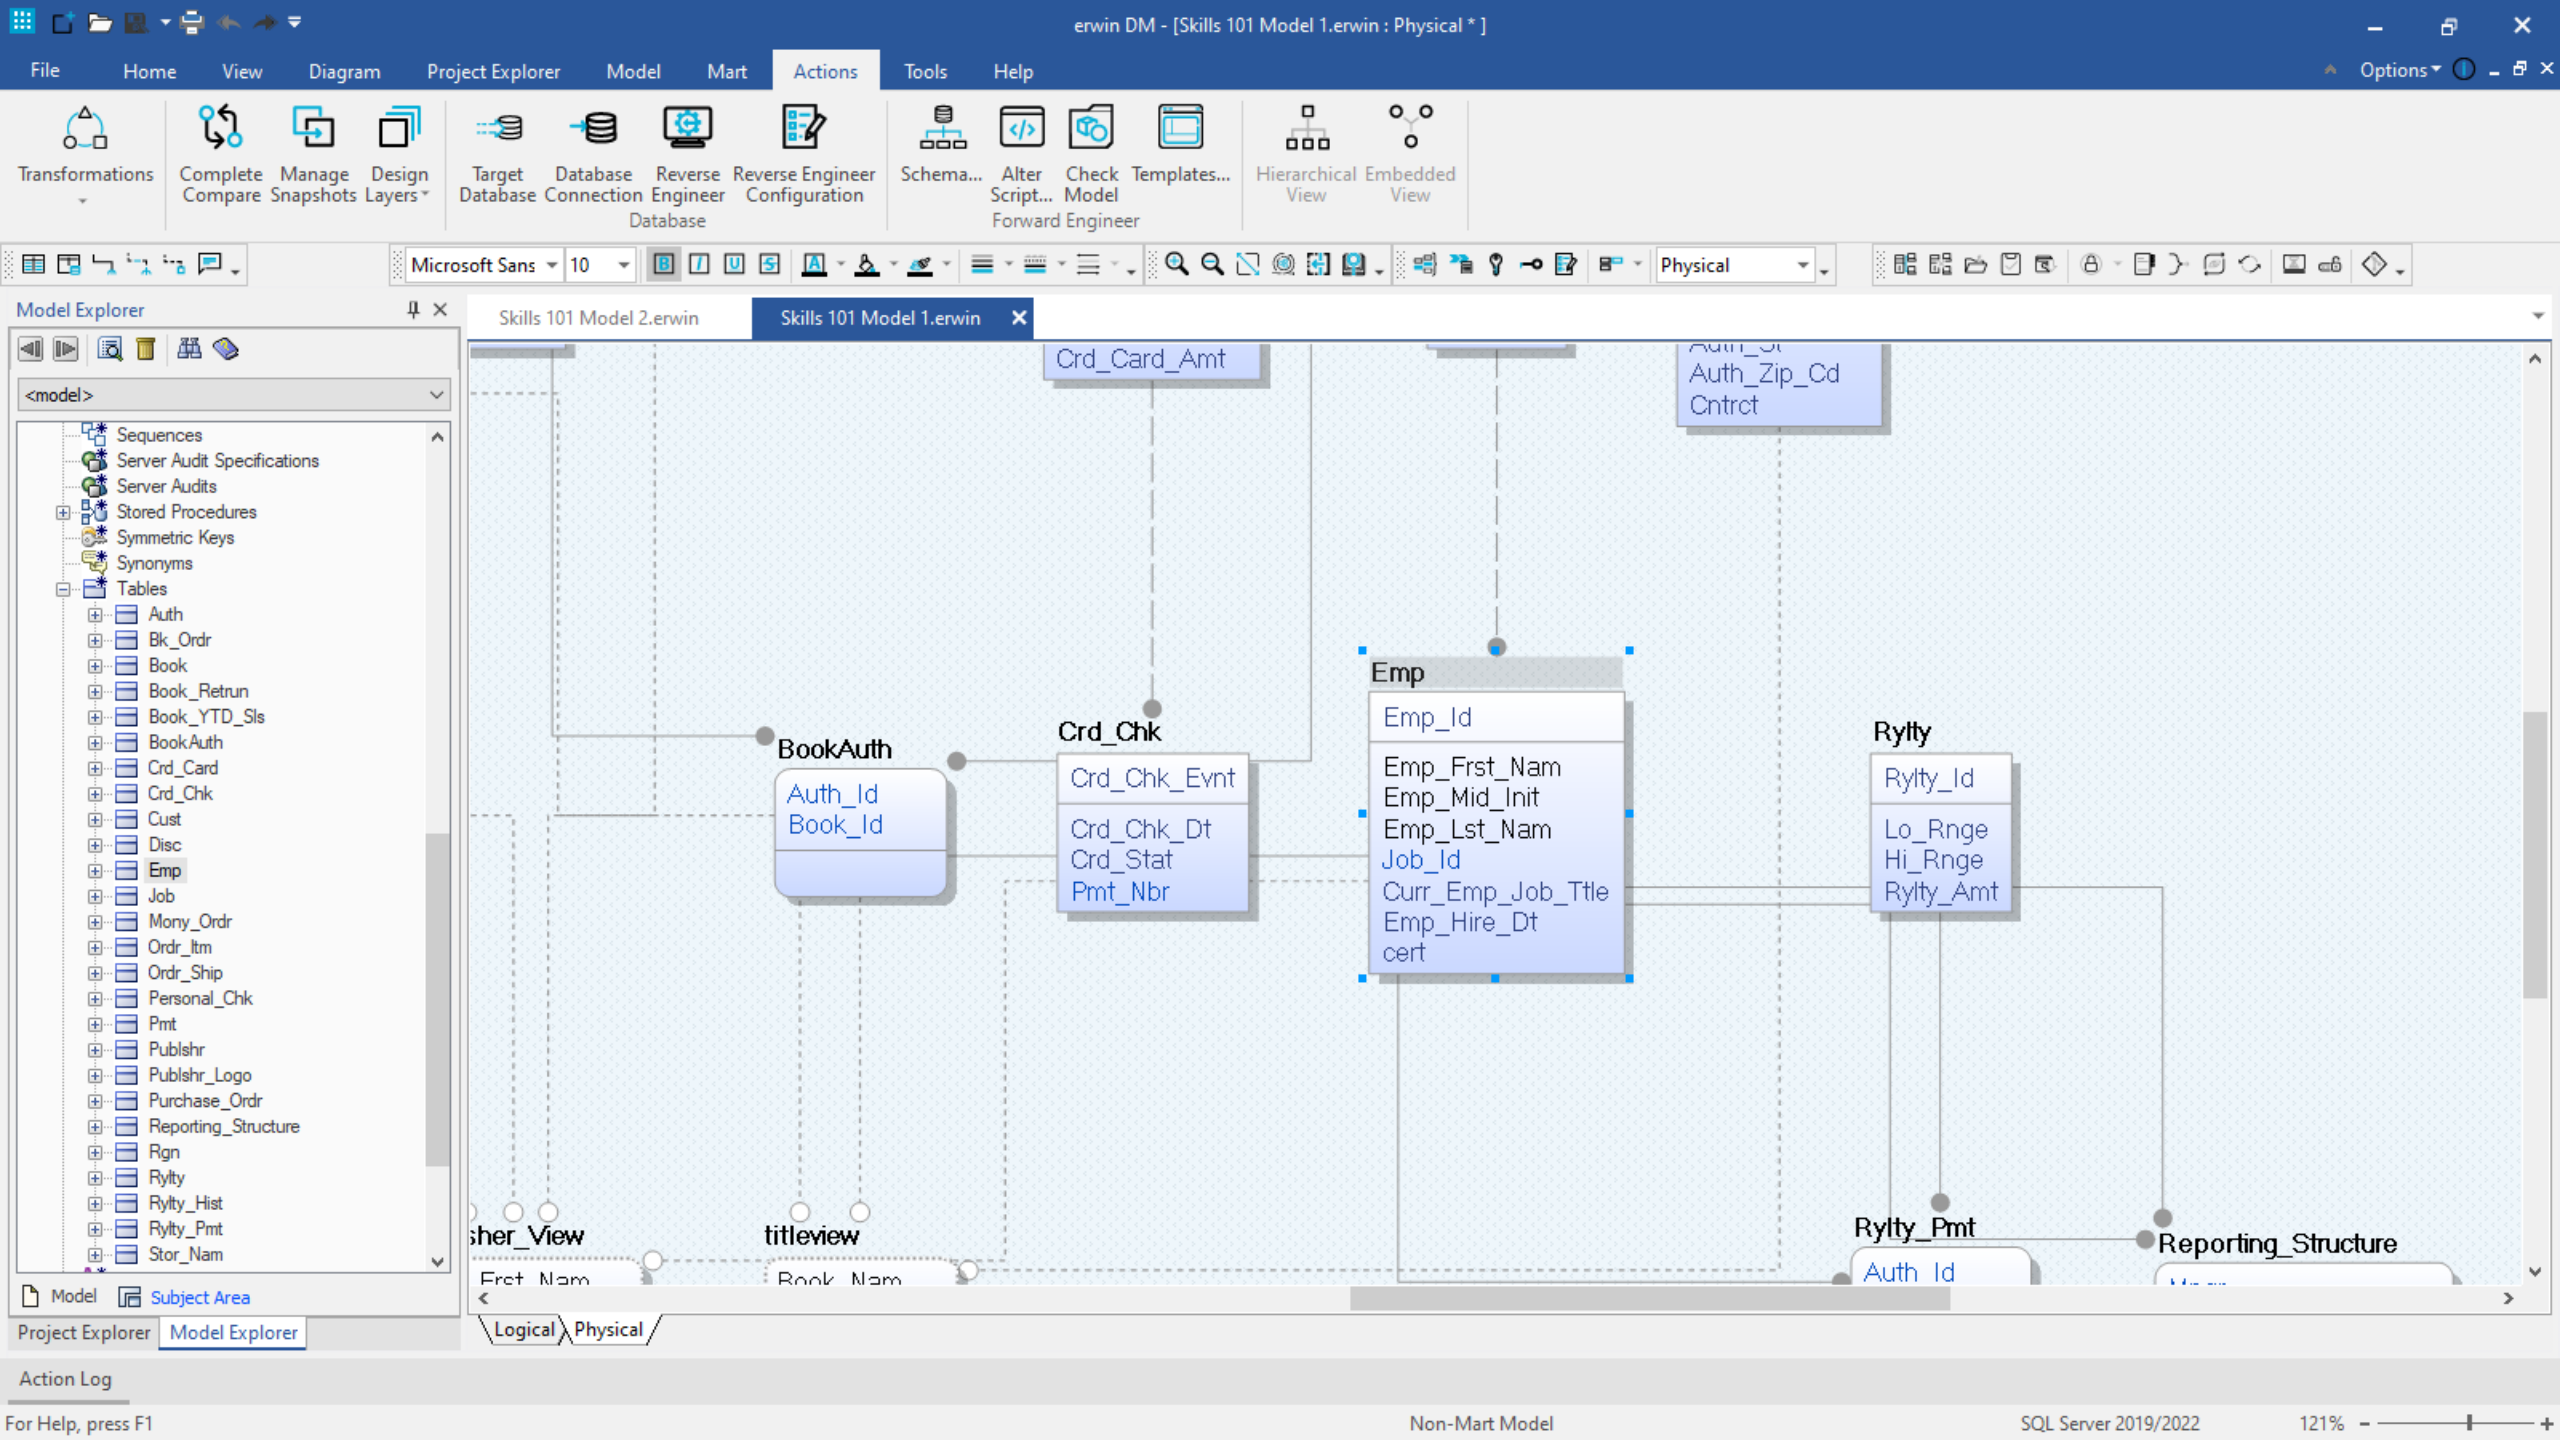 erwin DM - [Skills 101 Model 1.erwin : Physical * ]
File Home View Diagram Project Explorer Model Mart Actions Tools Help Options
Transformations
Complete Compare
Manage Snapshots
Design Layers
Target Database
Database Connection
Reverse Engineer
Reverse Engineer Configuration
Database
Schema...
Alter Script...
Check Model
Templates...
Forward Engineer
Hierarchical View
Embedded View
Microsoft Sans 10 B I U S A Physical
Model Explorer
<model>
Sequences
Server Audit Specifications
Server Audits
Stored Procedures
Symmetric Keys
Synonyms
Tables
Auth
Bk_Ordr
Book
Book_Retrun
Book_YTD_Sls
BookAuth
Crd_Card
Crd_Chk
Cust
Disc
Emp
Job
Mony_Ordr
Ordr_Itm
Ordr_Ship
Personal_Chk
Pmt
Publshr
Publshr_Logo
Purchase_Ordr
Reporting_Structure
Rgn
Rylty
Rylty_Hist
Rylty_Pmt
Stor_Nam
Model Subject Area
Project Explorer Model Explorer
Skills 101 Model 2.erwin
Skills 101 Model 1.erwin
Crd_Card_Amt
Auth_St
Auth_Zip_Cd
Cntrct
BookAuth
Auth_Id
Book_Id
Crd_Chk
Crd_Chk_Evnt
Crd_Chk_Dt
Crd_Stat
Pmt_Nbr
Emp
Emp_Id
Emp_Frst_Nam
Emp_Mid_Init
Emp_Lst_Nam
Job_Id
Curr_Emp_Job_Ttle
Emp_Hire_Dt
cert
Rylty
Rylty_Id
Lo_Rnge
Hi_Rnge
Rylty_Amt
sher_View
Frst_Nam
titleview
Book_Nam
Rylty_Pmt
Auth_Id
Reporting_Structure
Logical Physical
Action Log
For Help, press F1
Non-Mart Model
SQL Server 2019/2022
121%